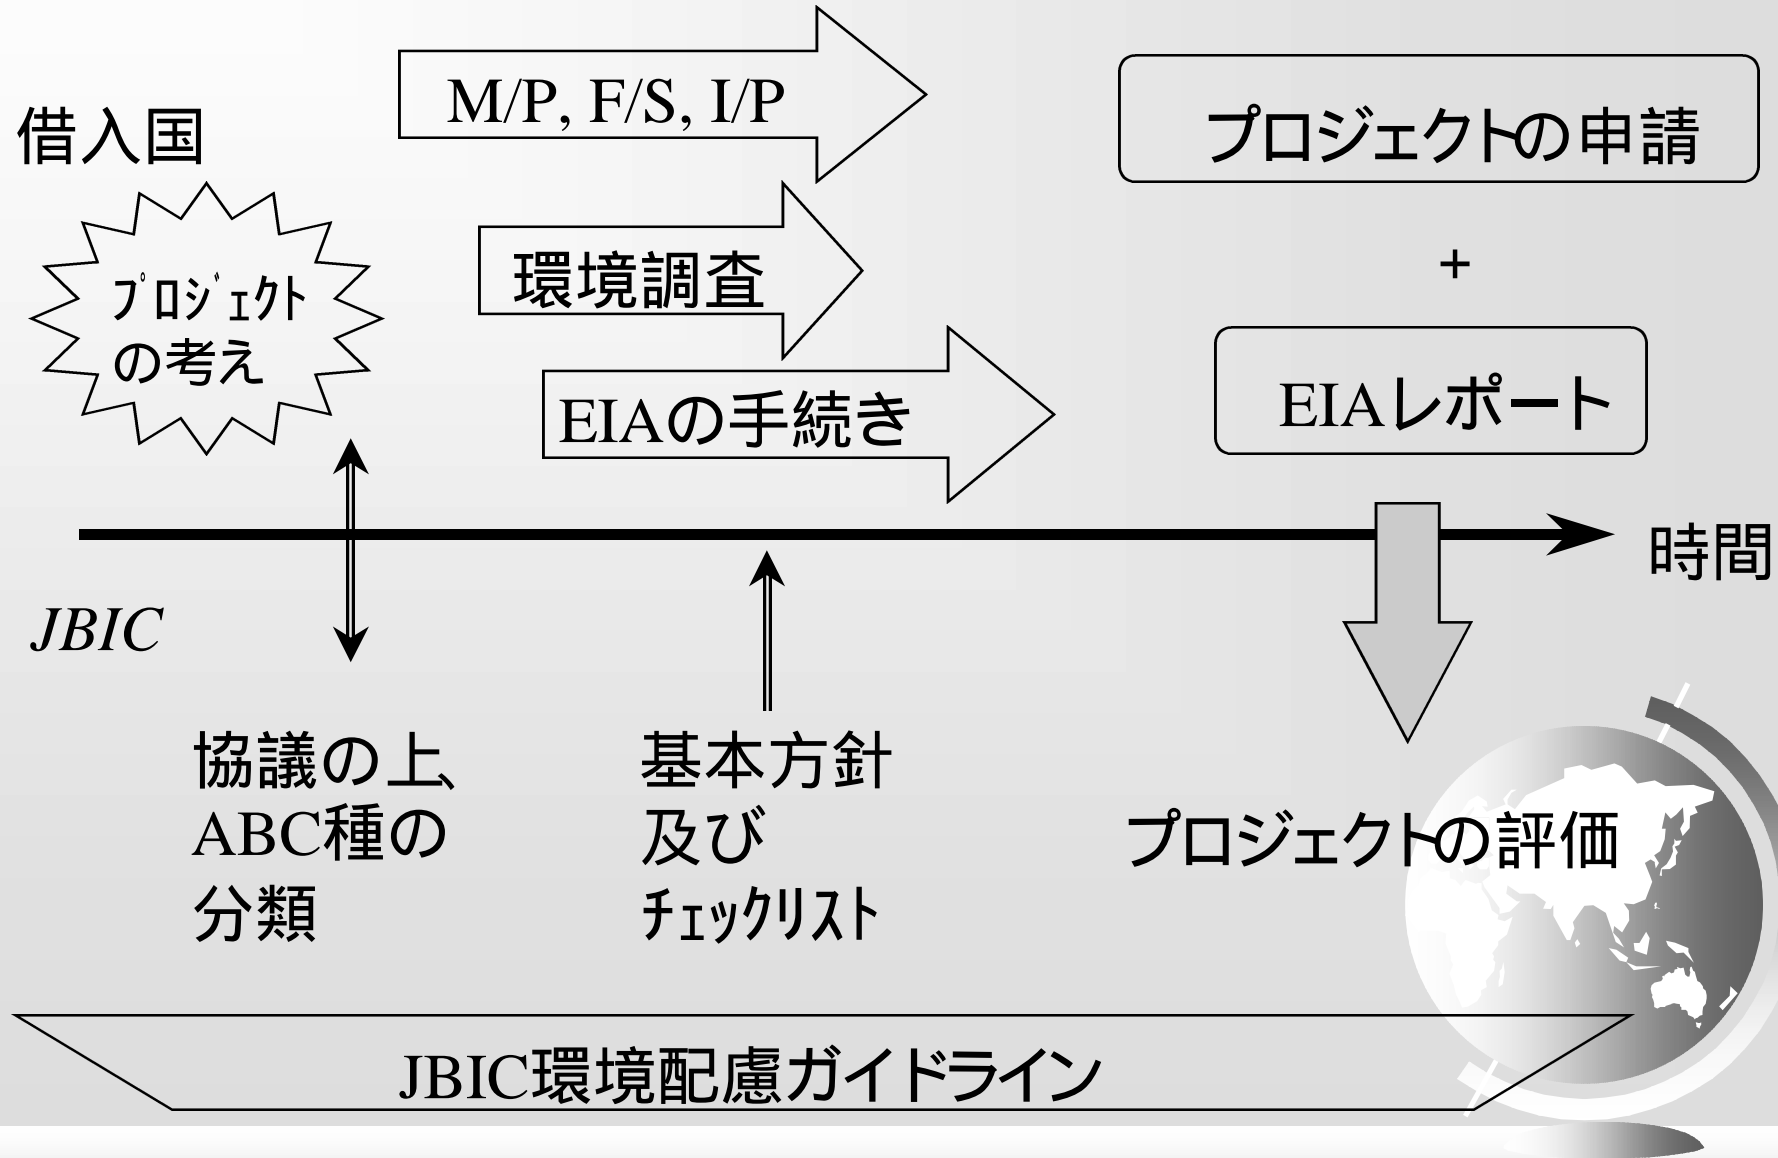 M/P, F/S, I/P
借入国
プロジェクトの申請
ﾌﾟﾛｼﾞｪｸﾄ
の考え
環境調査
+
EIAの手続き
EIAレポート
時間
JBIC
協議の上、
ABC種の
分類
基本方針
及び
ﾁｪｯｸﾘｽﾄ
プロジェクトの評価
JBIC環境配慮ガイドライン